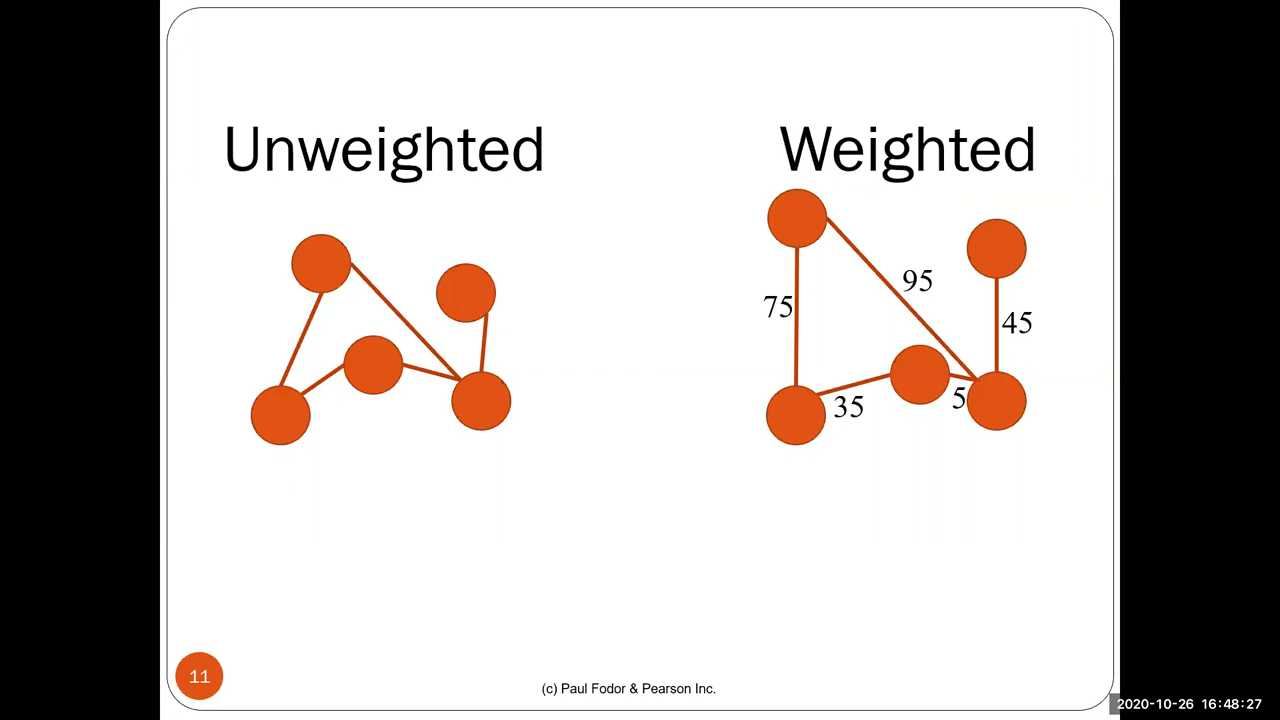 Unweighted
Weighted
95
75
45
35
5
11
(c) Paul Fodor & Pearson Inc.
2020-10-26 16:48:27